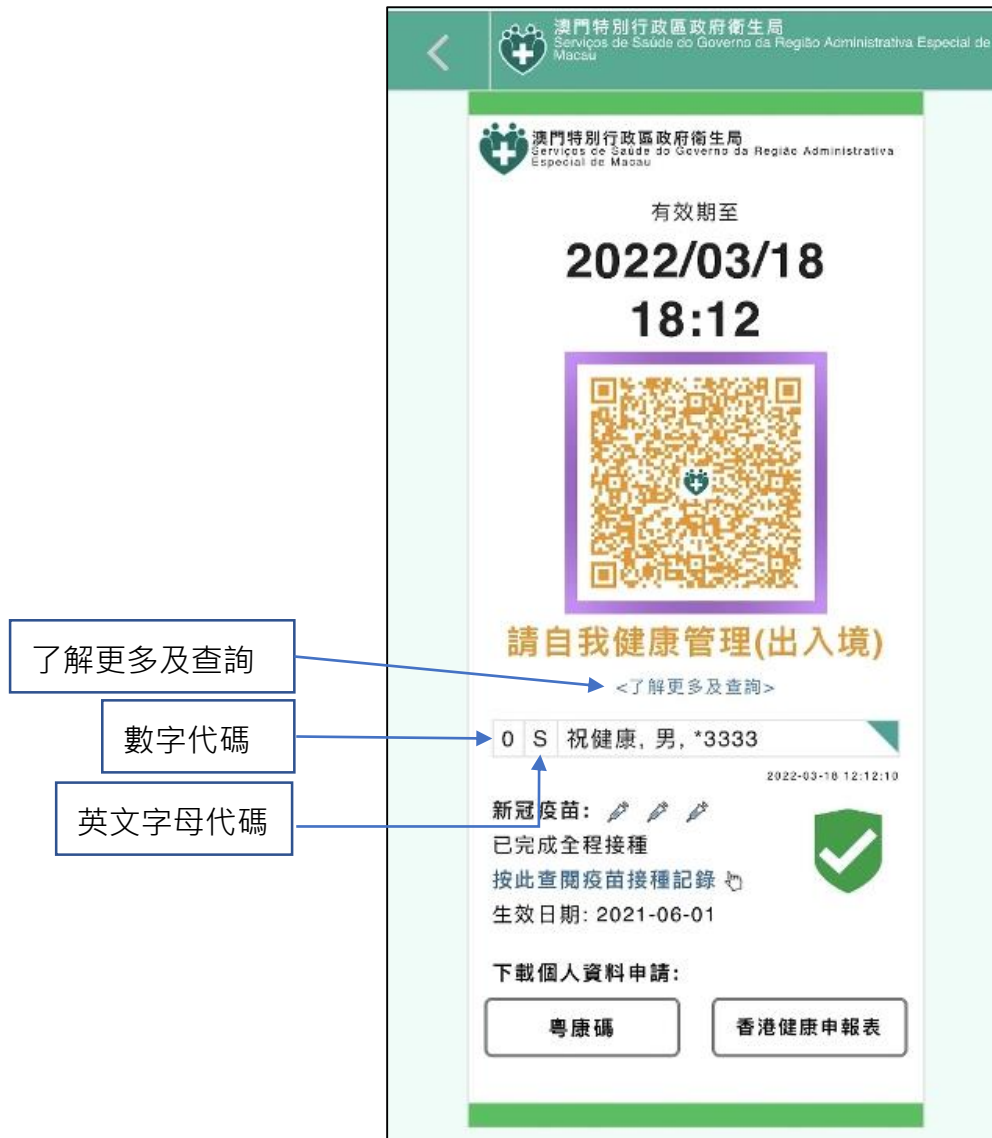 澳門特別行政區政府衞生局
Serviços de Saúde do Governo da Região Administrativa Especial de
Macau
澳門特別行政區政府衞生局
Serviços de Saúde do Governo da Região Administrativa
Especial de Macau
有效期至
2022/03/18
18:12
請自我健康管理(出入境)
了解更多及查詢
<了解更多及查詢>
數字代碼
0 S 祝健康, 男, *3333
2022-03-18 12:12:10
英文字母代碼
新冠疫苗:
已完成全程接種
按此查閱疫苗接種記錄
生效日期: 2021-06-01
下載個人資料申請:
粵康碼
香港健康申報表